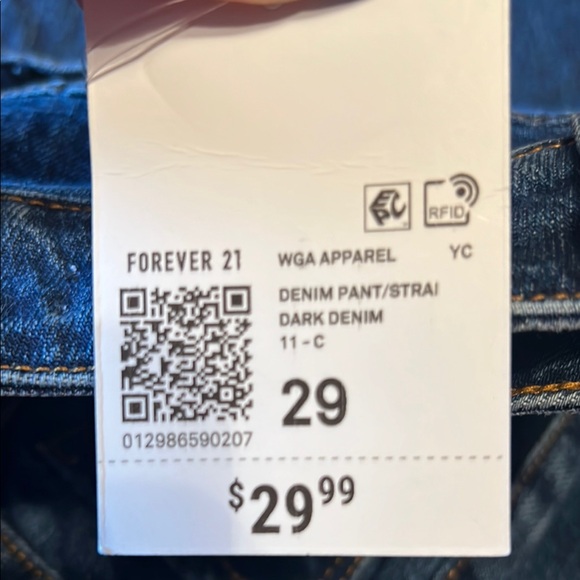 EPC
RFID
FOREVER 21
WGA APPAREL YC
DENIM PANT/STRAI
DARK DENIM
11 - C
29
012986590207
$29.99